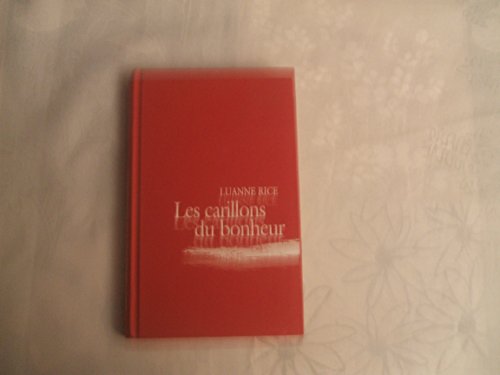 LUANNE RICE
Les carillons
du bonheur